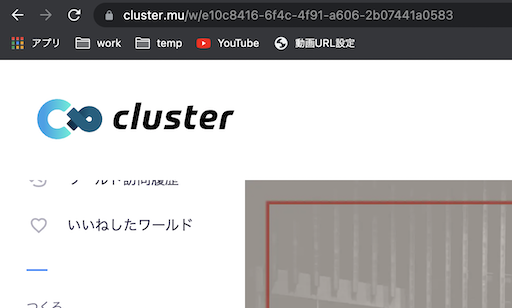 cluster.mu/w/e10c8416-6f4c-4f91-a606-2b07441a0583
アプリ work temp YouTube 動画URL設定
cluster
ワールド訪問履歴
いいねしたワールド
つくる